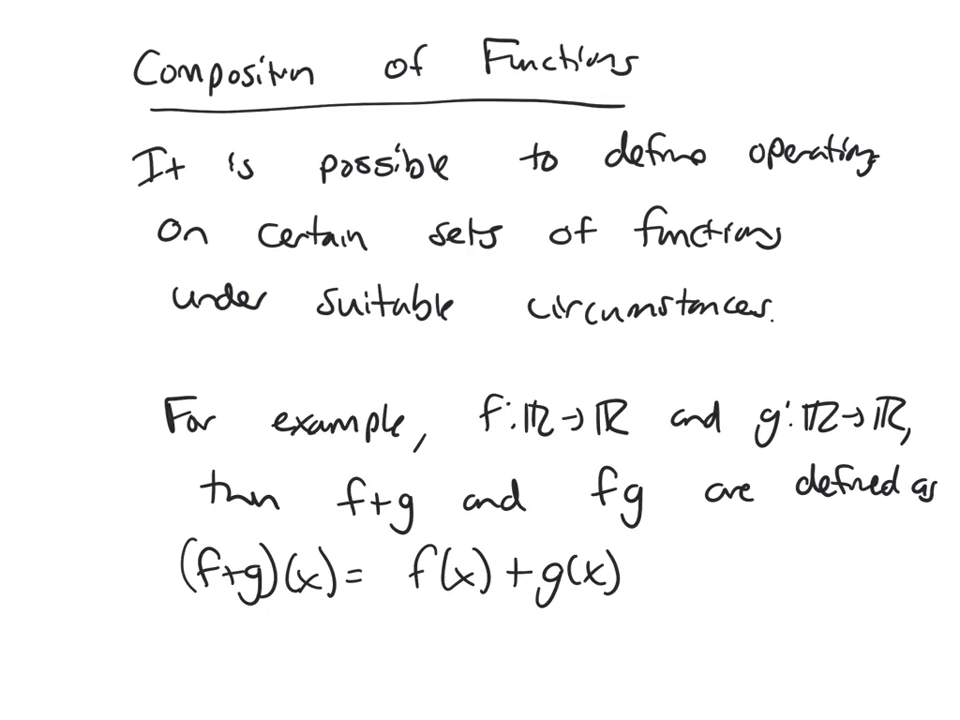 Composition of Functions
It is possible to define operations
on certain sets of functions
under suitable circumstances.
For example, f:ℝ→ℝ and g:ℝ→ℝ,
then f+g and fg are defined as
(f+g)(x)= f(x)+g(x)